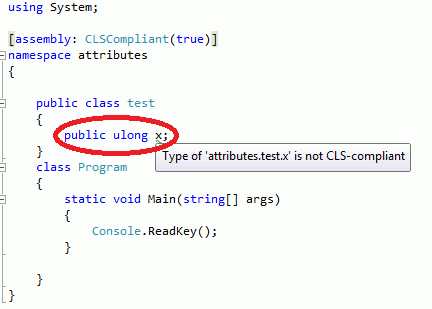 using System;
[assembly: CLSCompliant(true)]
namespace attributes
{
public class test
{
public ulong x;
}
Type of 'attributes.test.x' is not CLS-compliant
class Program
{
static void Main(string[] args)
{
Console.ReadKey();
}
}
}